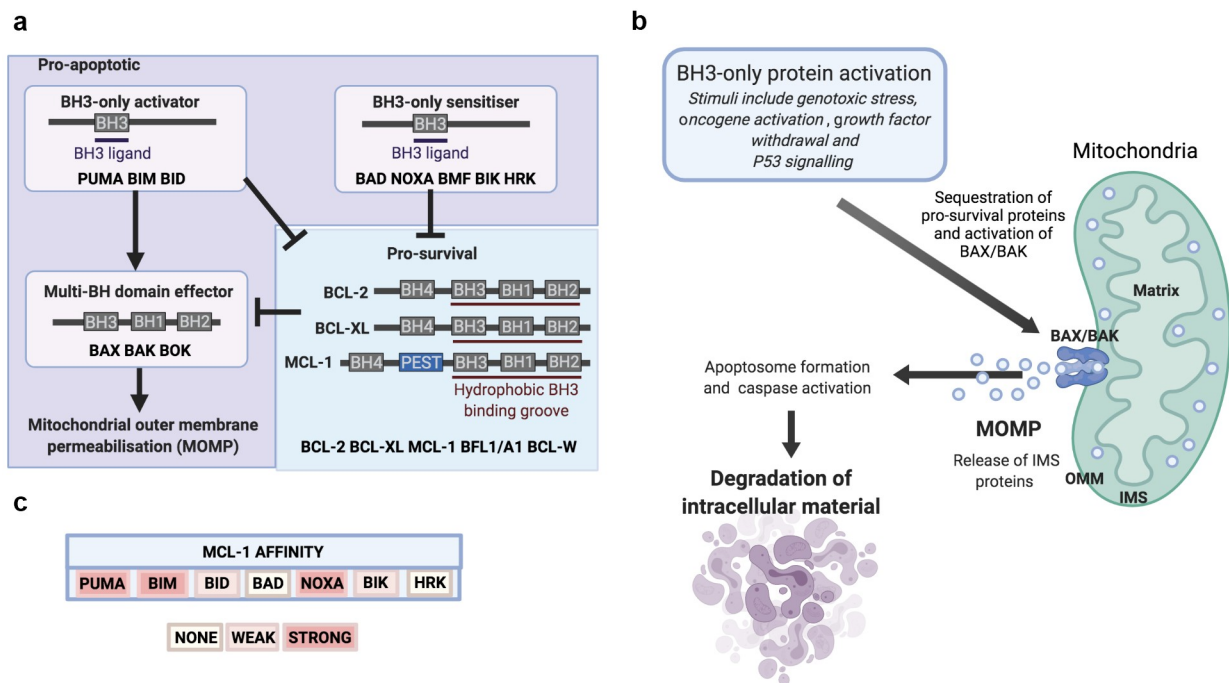 a
Pro-apoptotic
BH3-only activator
BH3
BH3 ligand
PUMA BIM BID
BH3-only sensitiser
BH3
BH3 ligand
BAD NOXA BMF BIK HRK
Multi-BH domain effector
BH3 BH1 BH2
BAX BAK BOK
Mitochondrial outer membrane
permeabilisation (MOMP)
Pro-survival
BCL-2 BH4 BH3 BH1 BH2
BCL-XL BH4 BH3 BH1 BH2
MCL-1 BH4 PEST BH3 BH1 BH2
Hydrophobic BH3
binding groove
BCL-2 BCL-XL MCL-1 BFL1/A1 BCL-W
b
BH3-only protein activation
Stimuli include genotoxic stress,
oncogene activation , growth factor
withdrawal and
P53 signalling
Mitochondria
Sequestration of
pro-survival proteins
and activation of
BAX/BAK
Matrix
BAX/BAK
Apoptosome formation
and caspase activation
MOMP
Release of IMS
proteins
OMM
IMS
Degradation of
intracellular material
c
MCL-1 AFFINITY
PUMA BIM BID BAD NOXA BIK HRK
NONE WEAK STRONG